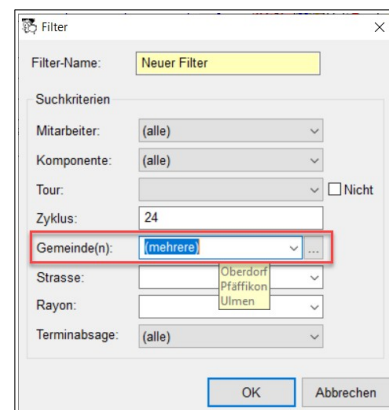 Filter
Filter-Name: Neuer Filter
Suchkriterien
Mitarbeiter: (alle)
Komponente: (alle)
Tour: Nicht
Zyklus: 24
Gemeinde(n): (mehrere) ...
Oberdorf
Strasse:
Pfäffikon
Ulmen
Rayon:
Terminabsage: (alle)
OK Abbrechen